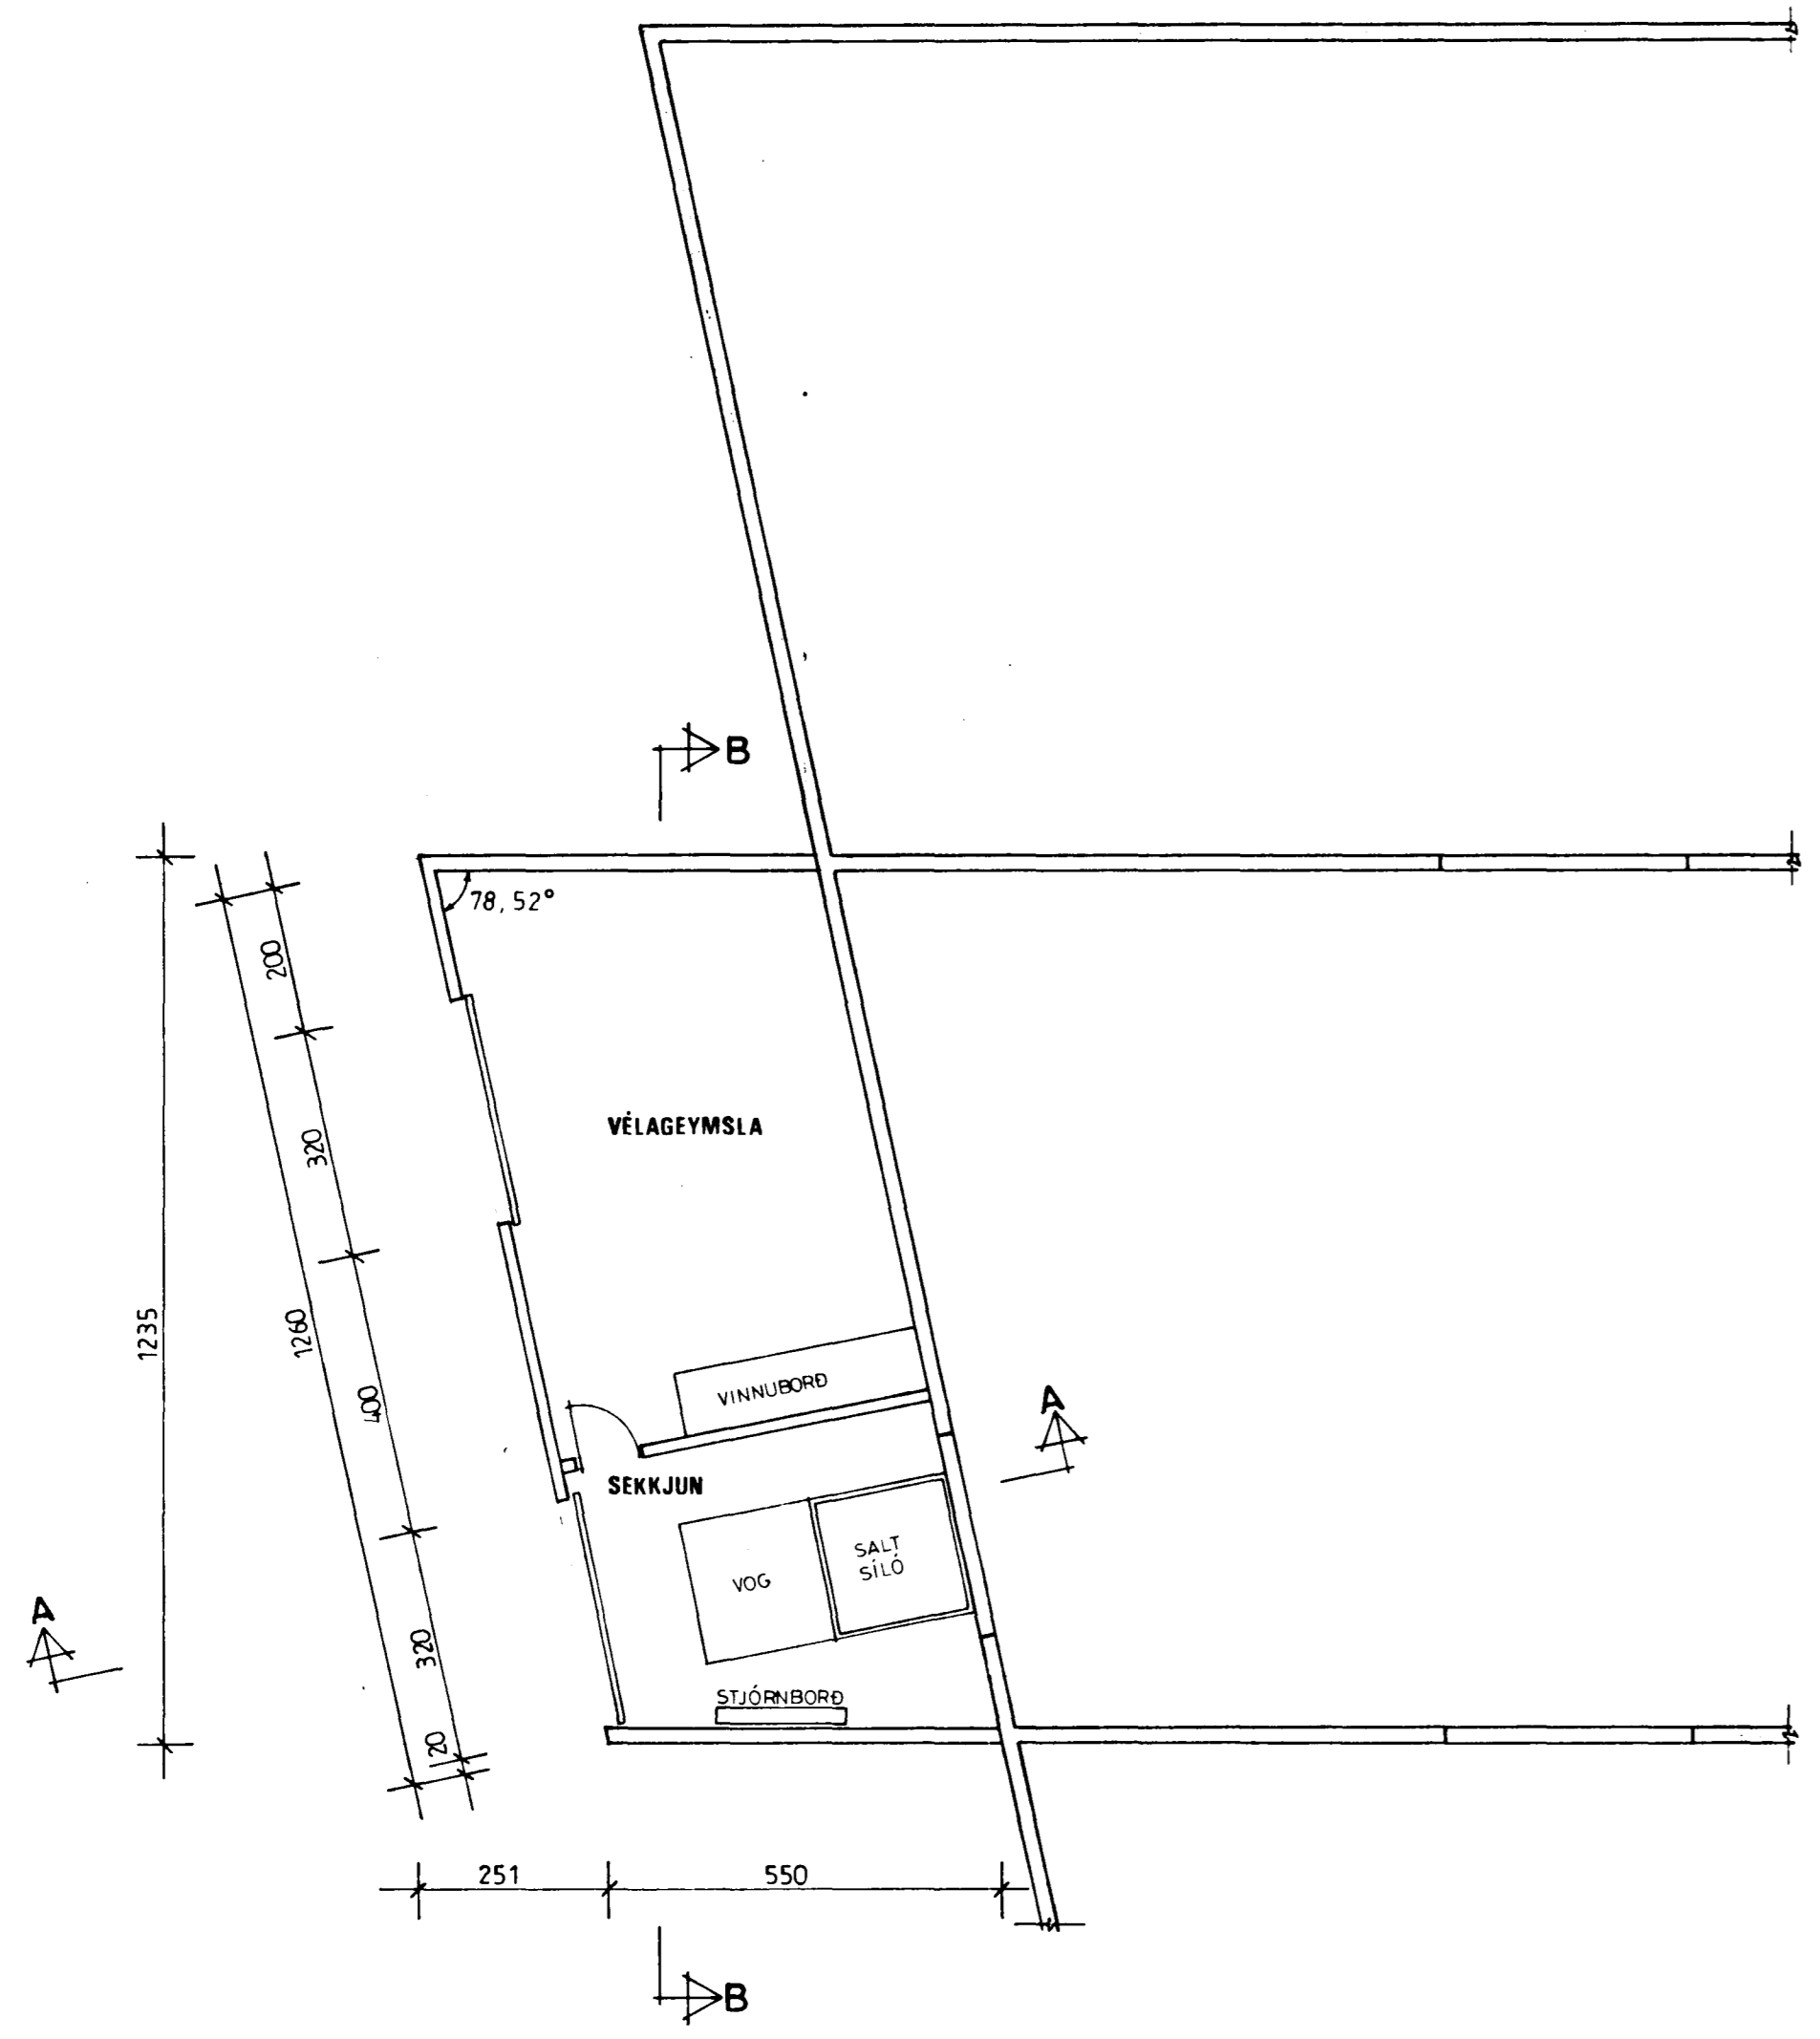 B
78,52°
200
320
VÉLAGEYMSLA
1235
1260
400
VINNUBORÐ
A
SEKKJUN
SALT
SÍLÓ
VOG
A
320
STJÓRNBORÐ
20
251
550
B